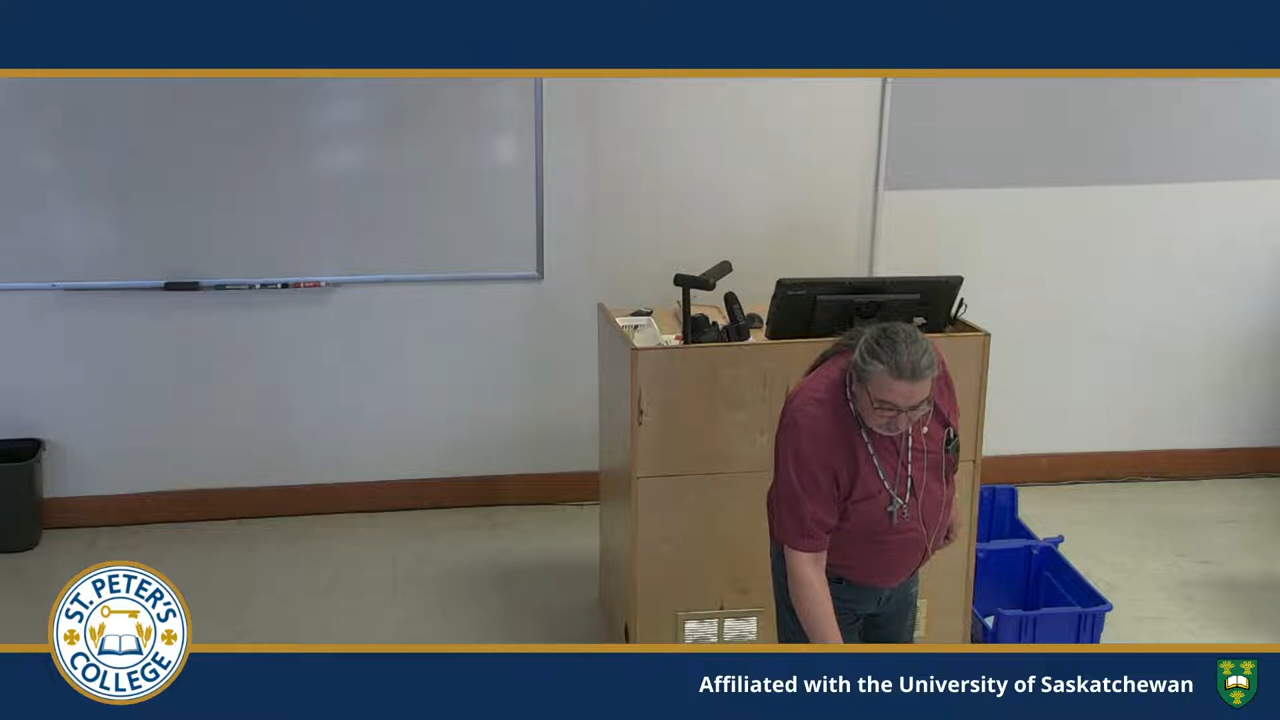 ST. PETER'S
COLLEGE
Affiliated with the University of Saskatchewan